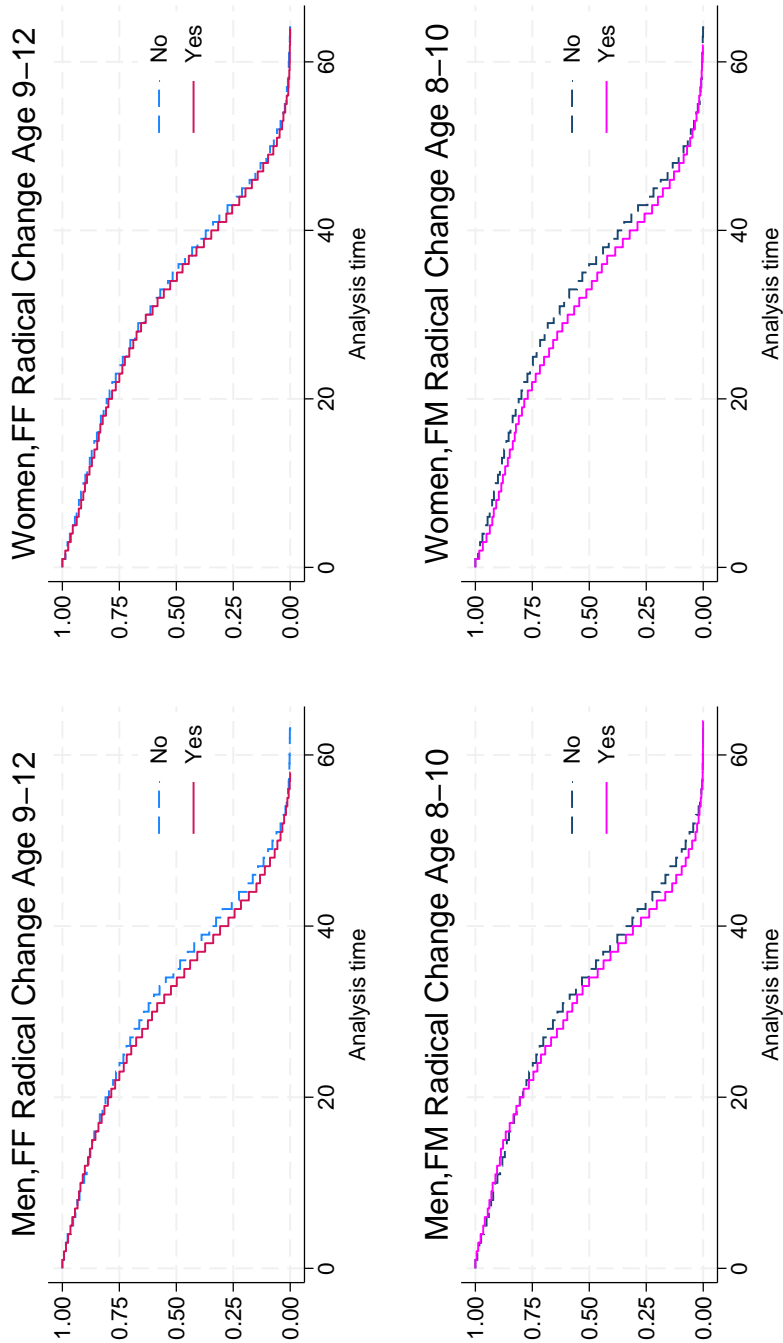 Men,FF Radical Change Age 9–12
1.00
0.75
0.50
0.25
0.00
0
20
40
60
Analysis time
No
Yes
Women,FF Radical Change Age 9–12
1.00
0.75
0.50
0.25
0.00
0
20
40
60
Analysis time
No
Yes
Men,FM Radical Change Age 8–10
1.00
0.75
0.50
0.25
0.00
0
20
40
60
Analysis time
No
Yes
Women,FM Radical Change Age 8–10
1.00
0.75
0.50
0.25
0.00
0
20
40
60
Analysis time
No
Yes